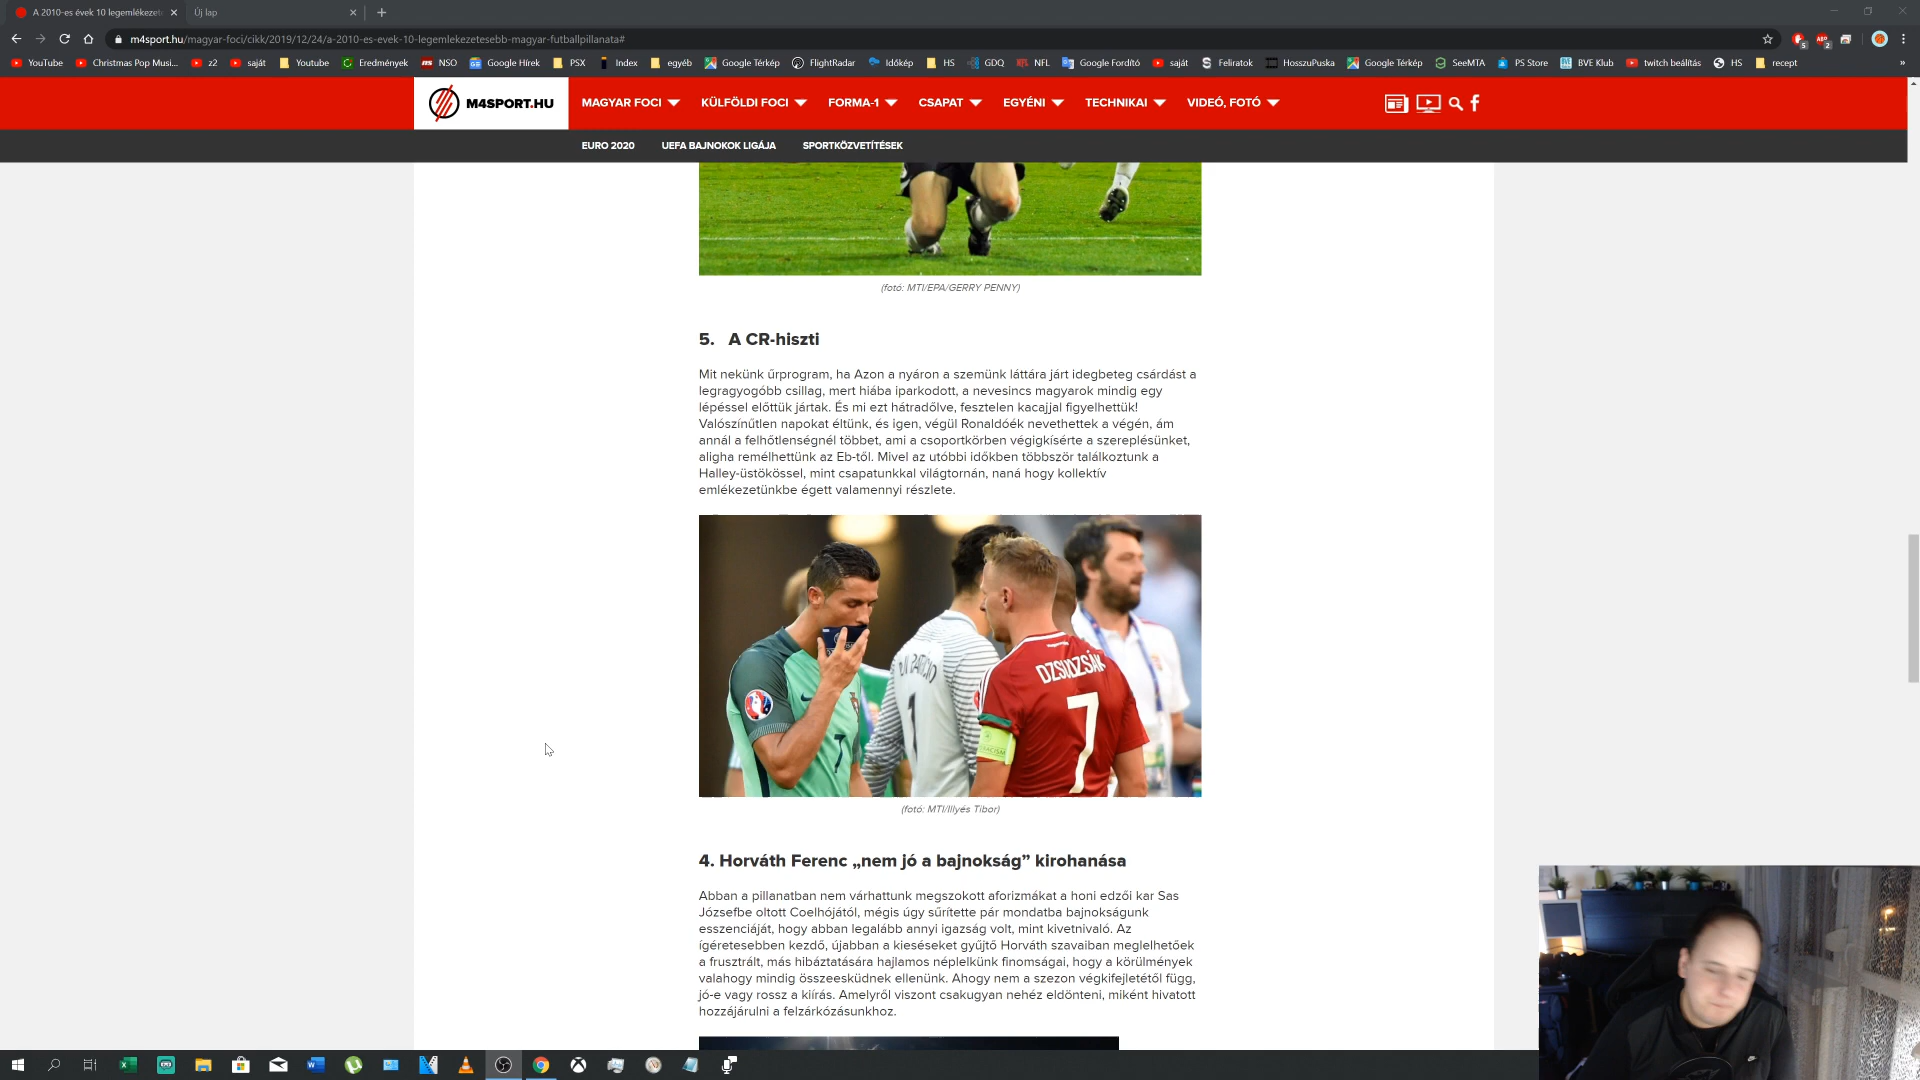 A 2010-es évek 10 legemlékezet
Új lap
m4sport.hu/magyar-foci/cikk/2019/12/24/a-2010-es-evek-10-legemlekezetesebb-magyar-futballpillanata#
YouTube Christmas Pop Musi... z2 saját Youtube Eredmények NSO Google Hírek PSX Index egyéb Google Térkép FlightRadar Időkép HS GDQ NFL Google Fordító saját Feliratok HosszuPuska Google Térkép SeeMTA PS Store BVE Klub twitch beálítás HS recept
M4SPORT.HU MAGYAR FOCI KÜLFÖLDI FOCI FORMA-1 CSAPAT EGYÉNI TECHNIKAI VIDEÓ, FOTÓ
EURO 2020 UEFA BAJNOKOK LIGÁJA SPORTKÖZVETÍTÉSEK
(fotó: MTI/EPA/GERRY PENNY)
5. A CR-hiszti
Mit nekünk űrprogram, ha Azon a nyáron a szemünk láttára járt idegbeteg csárdást a
legragyogóbb csillag, mert hiába iparkodott, a nevesincs magyarok mindig egy
lépéssel előttük jártak. És mi ezt hátradőlve, fesztelen kacajjal figyelhettük!
Valószínűtlen napokat éltünk, és igen, végül Ronaldóék nevethettek a végén, ám
annál a felhőtlenségnél többet, ami a csoportkörben végigkísérte a szereplésünket,
aligha remélhettünk az Eb-től. Mivel az utóbbi időkben többször találkoztunk a
Halley-üstökössel, mint csapatunkkal világtornán, naná hogy kollektív
emlékezetünkbe égett valamennyi részlete.
DZSUDZSÁK
7
1
7
(fotó: MTI/Illyés Tibor)
4. Horváth Ferenc „nem jó a bajnokság” kirohanása
Abban a pillanatban nem várhattunk megszokott aforizmákat a honi edzői kar Sas
Józsefbe oltott Coelhójától, mégis úgy sűrítette pár mondatba bajnokságunk
esszenciáját, hogy abban legalább annyi igazság volt, mint kivetnivaló. Az
ígéretesebben kezdő, újabban a kieséseket gyűjtő Horváth szavaiban meglelhetőek
a frusztrált, más hibáztatására hajlamos néplelkünk finomságai, hogy a körülmények
valahogy mindig összeesküdnek ellenünk. Ahogy nem a szezon végkifejletétől függ,
jó-e vagy rossz a kiírás. Amelyről viszont csakugyan nehéz eldönteni, miként hivatott
hozzájárulni a felzárkózásunkhoz.